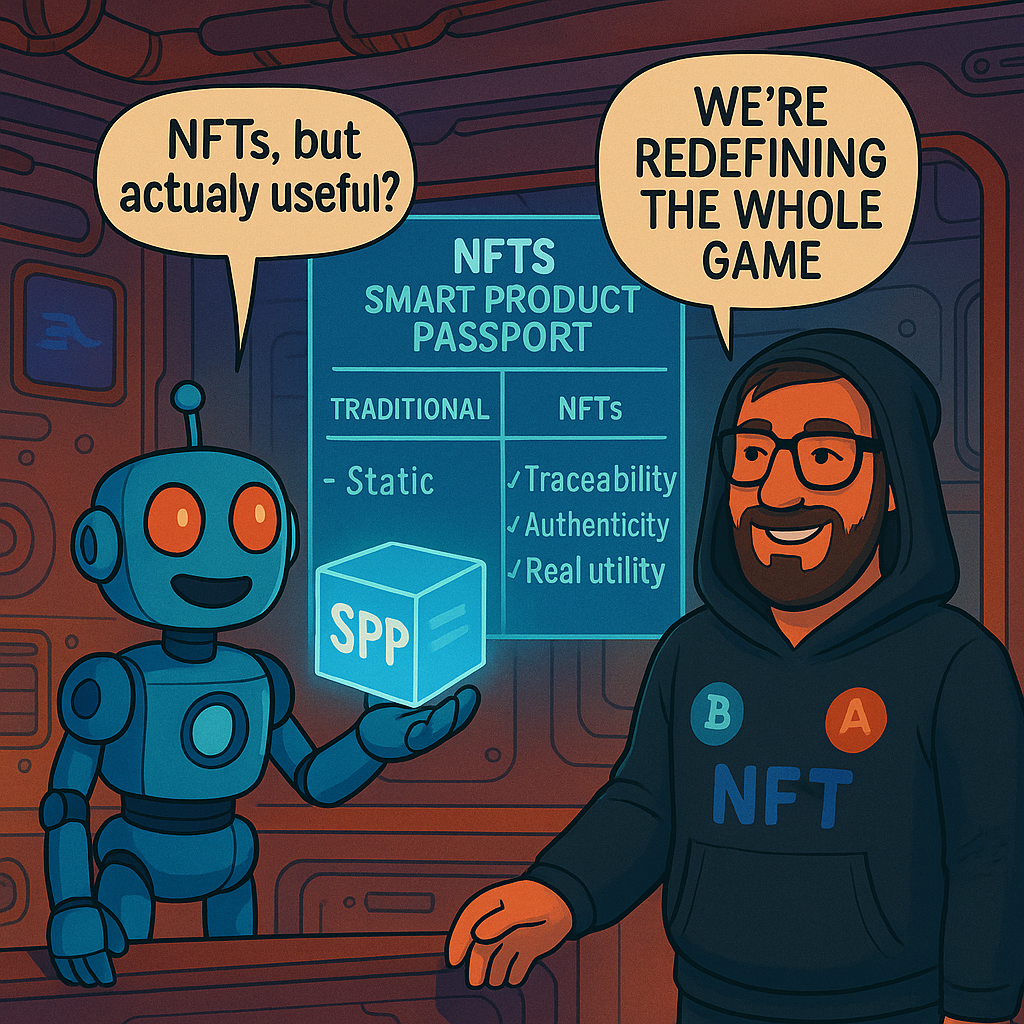 NFTs, but
actualy useful?
WE'RE
REDEFINING
THE WHOLE
GAME
NFTS
SMART PRODUCT
PASSPORT
TRADITIONAL
NFTs
- Static
✓Traceability
✓Authenticity
✓Real utility
SPP
B
A
NFT